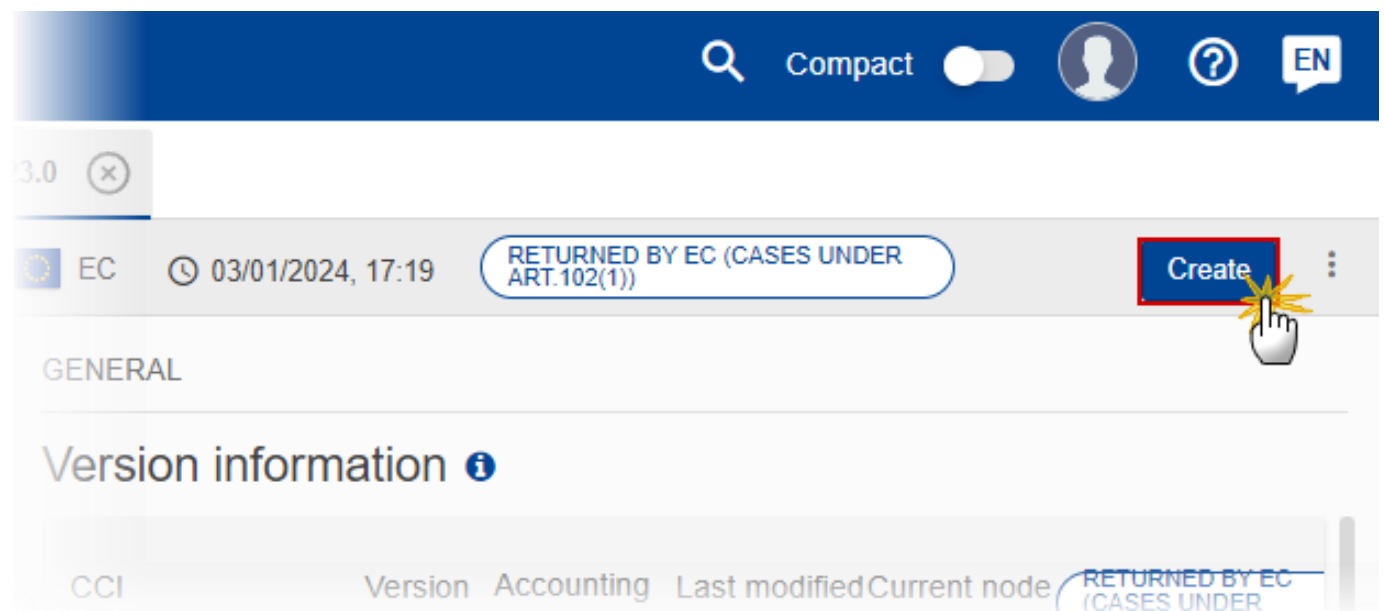 Compact EN
3.0
EC 03/01/2024, 17:19 RETURNED BY EC (CASES UNDER
ART.102(1)) Create
GENERAL
Version information
CCI Version Accounting Last modified Current node RETURNED BY EC
(CASES UNDER